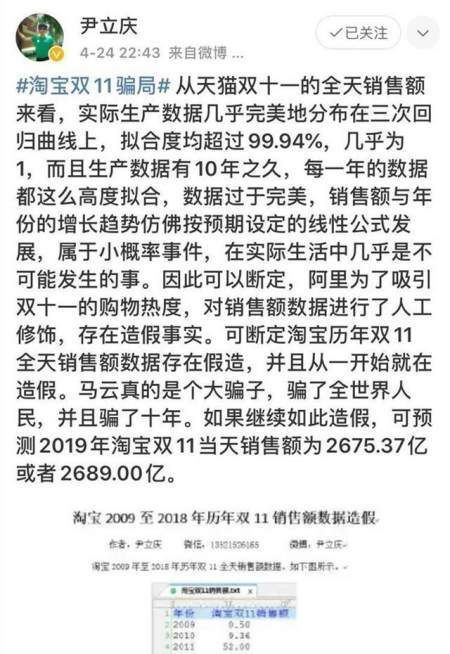 尹立庆
已关注
4-24 22:43 来自微博 ...
#淘宝双11骗局# 从天猫双十一的全天销售额
来看，实际生产数据几乎完美地分布在三次回
归曲线上，拟合度均超过99.94%，几乎为
1，而且生产数据有10年之久，每一年的数据
都这么高度拟合，数据过于完美，销售额与年
份的增长趋势仿佛按预期设定的线性公式发
展，属于小概率事件，在实际生活中几乎是不
可能发生的事。因此可以断定，阿里为了吸引
双十一的购物热度，对销售额数据进行了人工
修饰，存在造假事实。可断定淘宝历年双11
全天销售额数据存在假造，并且从一开始就在
造假。马云真的是个大骗子，骗了全世界人
民，并且骗了十年。如果继续如此造假，可预
测2019年淘宝双11当天销售额为2675.37亿
或者2689.00亿。
淘宝 2009 至 2018 年历年双 11 销售额数据造假
作者：尹立庆 微信：13521526165 微博：尹立庆
淘宝 2009 年至 2018 年历年双 11 全天销售额数据，如下图所示。
淘宝双11销售额.txt
1 年份 淘宝双11销售额
2 2009 0.50
3 2010 9.36
4 2011 52.00